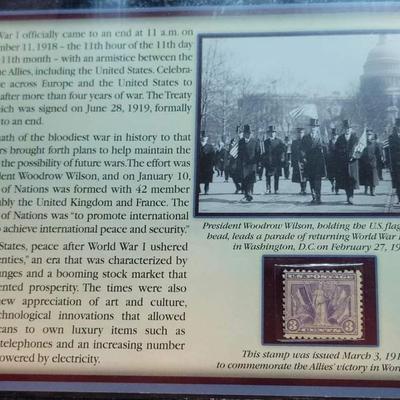 War I officially came to an end at 11 a.m. on
ber 11, 1918 – the 11th hour of the 11th day
11th month – with an armistice between the
e Allies, including the United States. Celebra-
e across Europe and the United States to
after more than four years of war. The Treaty
ich was signed on June 28, 1919, formally
to an end.
ath of the bloodiest war in history to that
rs brought forth plans to help maintain the
the possibility of future wars. The effort was
ent Woodrow Wilson, and on January 10,
of Nations was formed with 42 member
ably the United Kingdom and France. The
of Nations was "to promote international
o achieve international peace and security."
States, peace after World War I ushered
enties," an era that was characterized by
nges and a booming stock market that
ented prosperity. The times were also
new appreciation of art and culture,
chnological innovations that allowed
cans to own luxury items such as
telephones and an increasing number
owered by electricity.
President Woodrow Wilson, holding the U.S. flag
head, leads a parade of returning World War
in Washington, D.C. on February 27, 19
U.S. POSTAGE
3 CENTS 3
This stamp was issued March 3, 191
to commemorate the Allies' victory in Worl